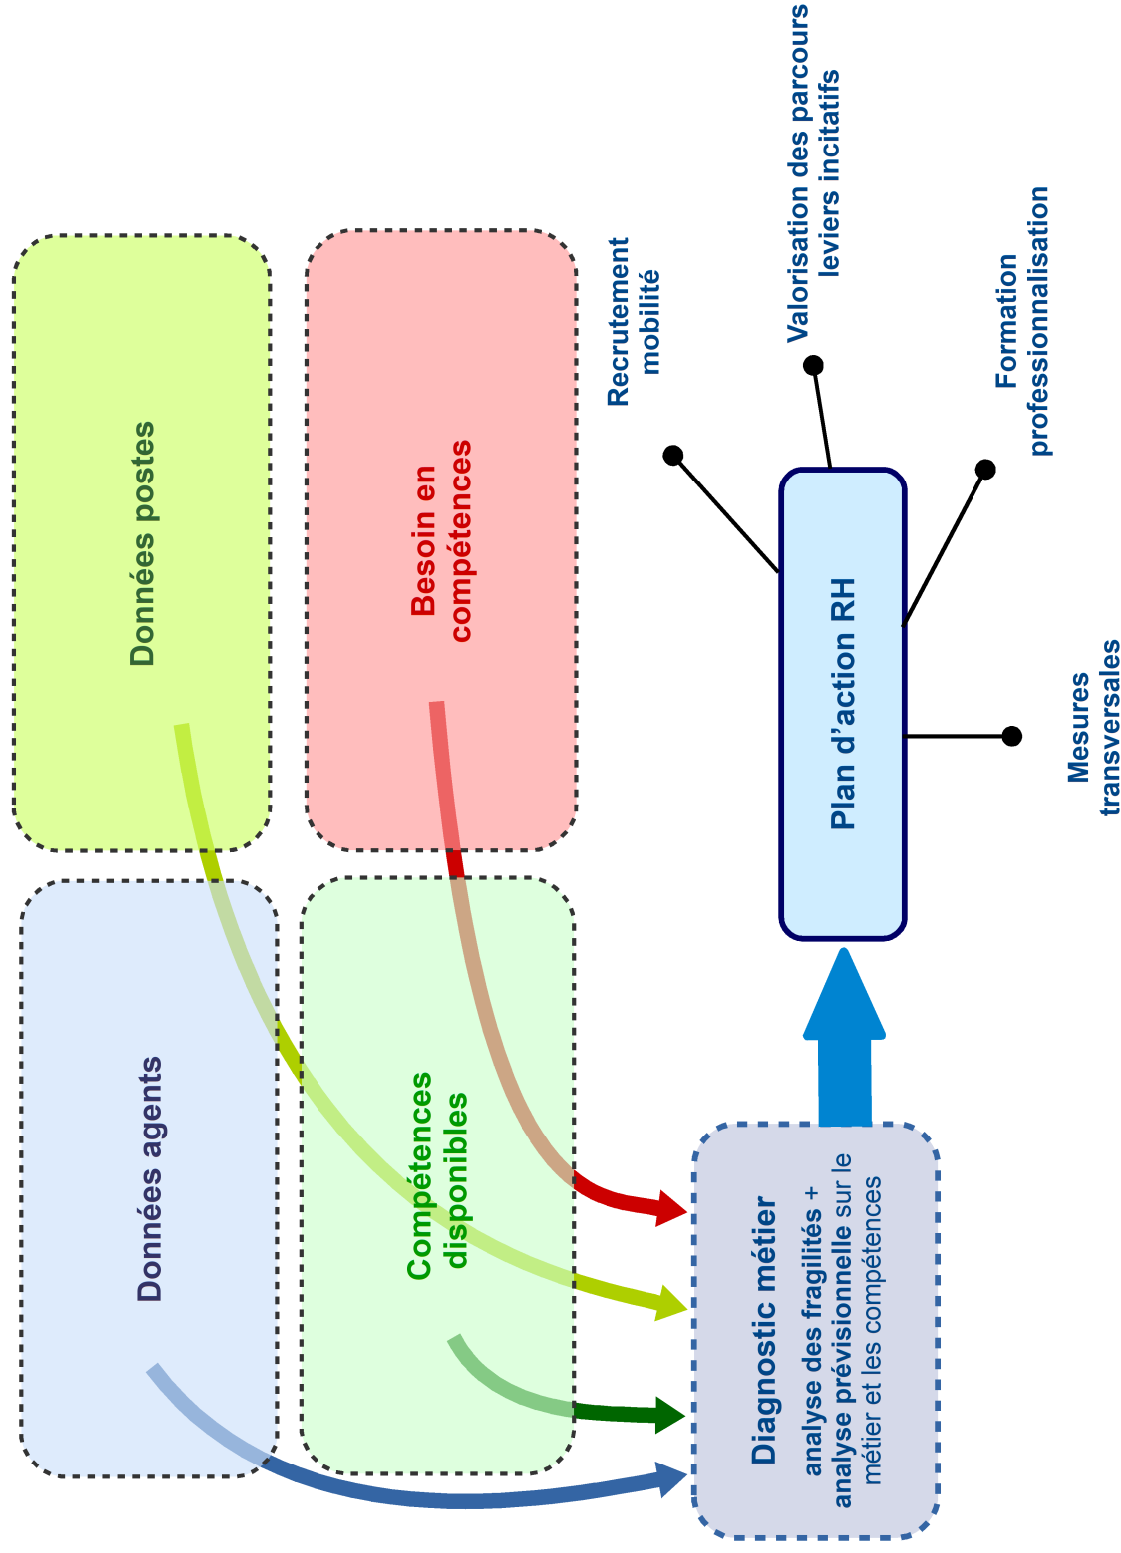 Données agents
Données postes
Compétences
disponibles
Besoin en
compétences
Diagnostic métier
analyse des fragilités +
analyse prévisionnelle sur le
métier et les compétences
Plan d’action RH
Recrutement
mobilité
Valorisation des parcours
leviers incitatifs
Formation
professionnalisation
Mesures
transversales